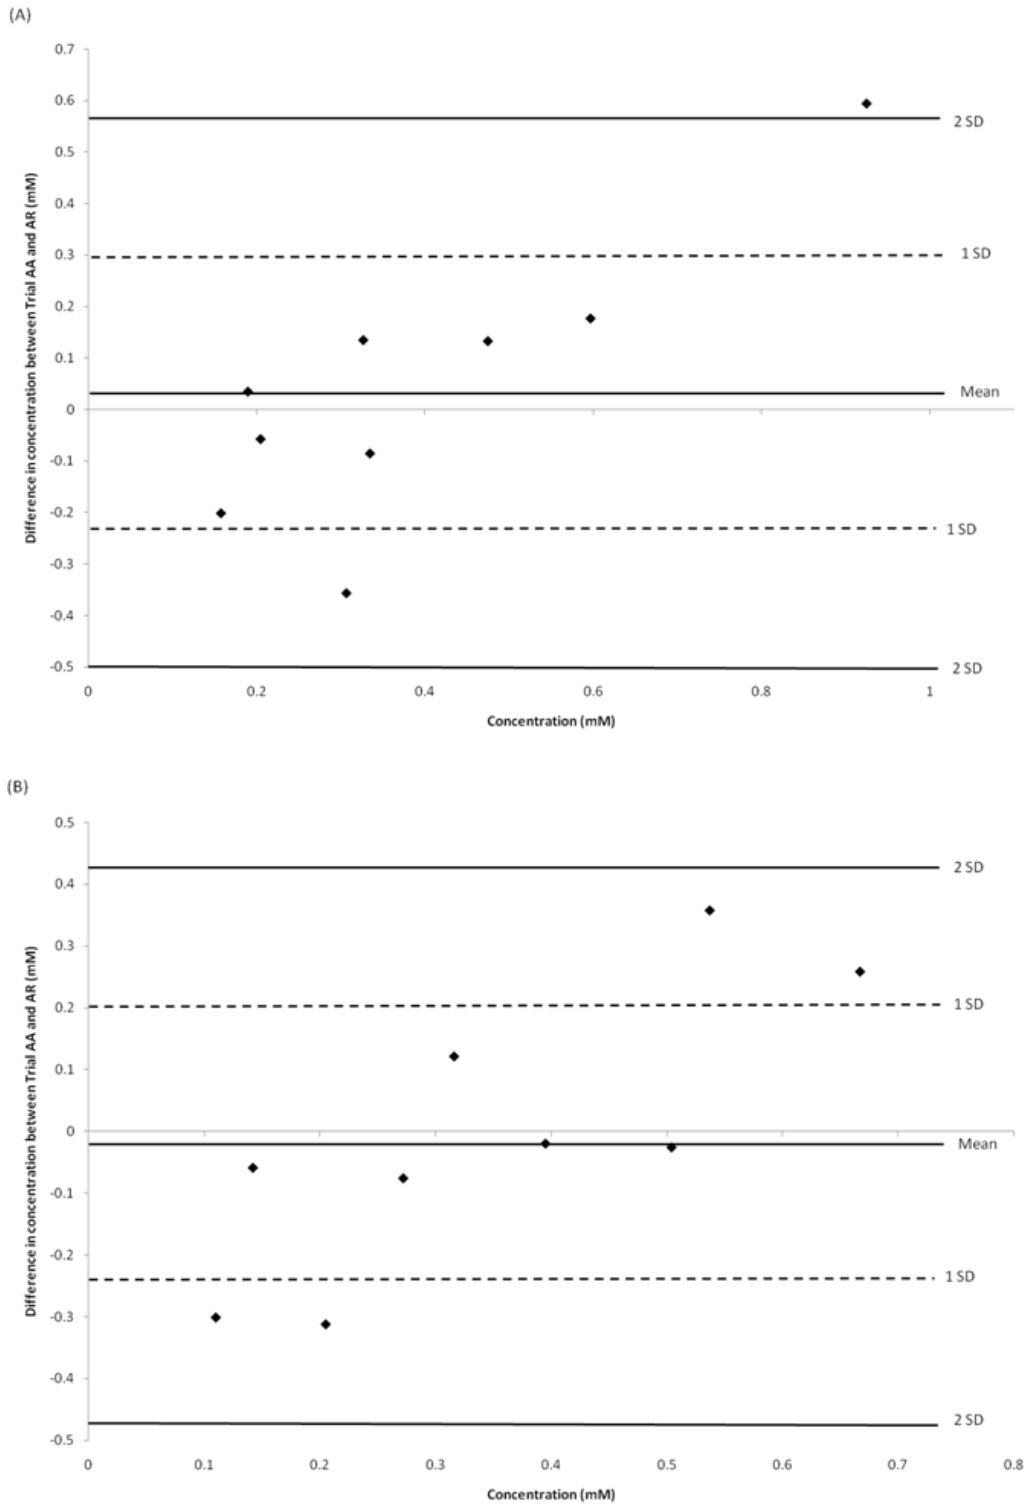 (A)
0.7
0.6
2 SD
0.5
0.4
0.3
1 SD
0.2
0.1
Mean
0
-0.1
-0.2
1 SD
-0.3
-0.4
-0.5
2 SD
0 0.2 0.4 0.6 0.8 1
Concentration (mM)
Difference in concentration between Trial AA and AR (mM)
(B)
0.5
2 SD
0.4
0.3
0.2
1 SD
0.1
0
Mean
-0.1
-0.2
1 SD
-0.3
-0.4
2 SD
-0.5
0 0.1 0.2 0.3 0.4 0.5 0.6 0.7 0.8
Concentration (mM)
Difference in concentration between Trial AA and AR (mM)